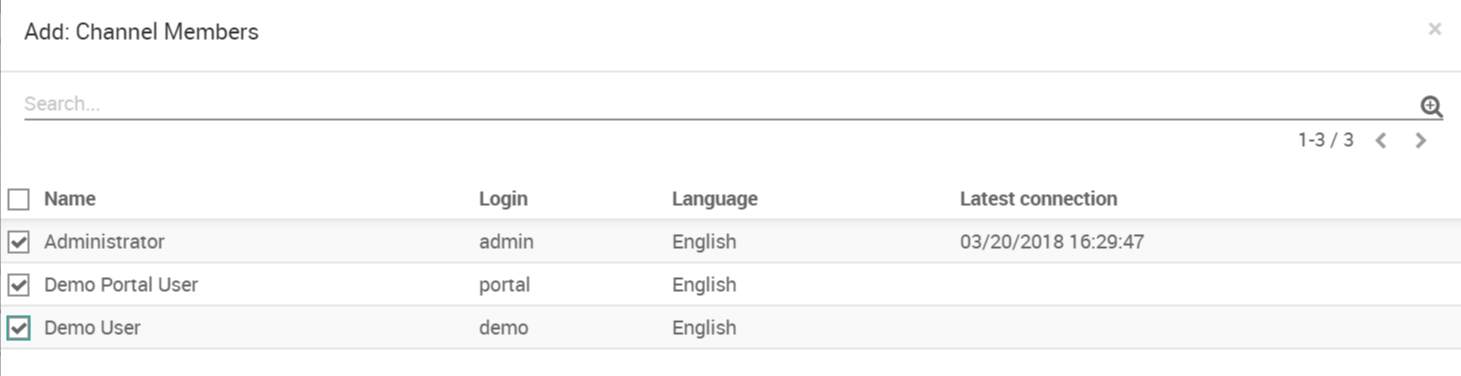 Add: Channel Members ×
Search...
1-3 / 3
Name Login Language Latest connection
Administrator admin English 03/20/2018 16:29:47
Demo Portal User portal English
Demo User demo English